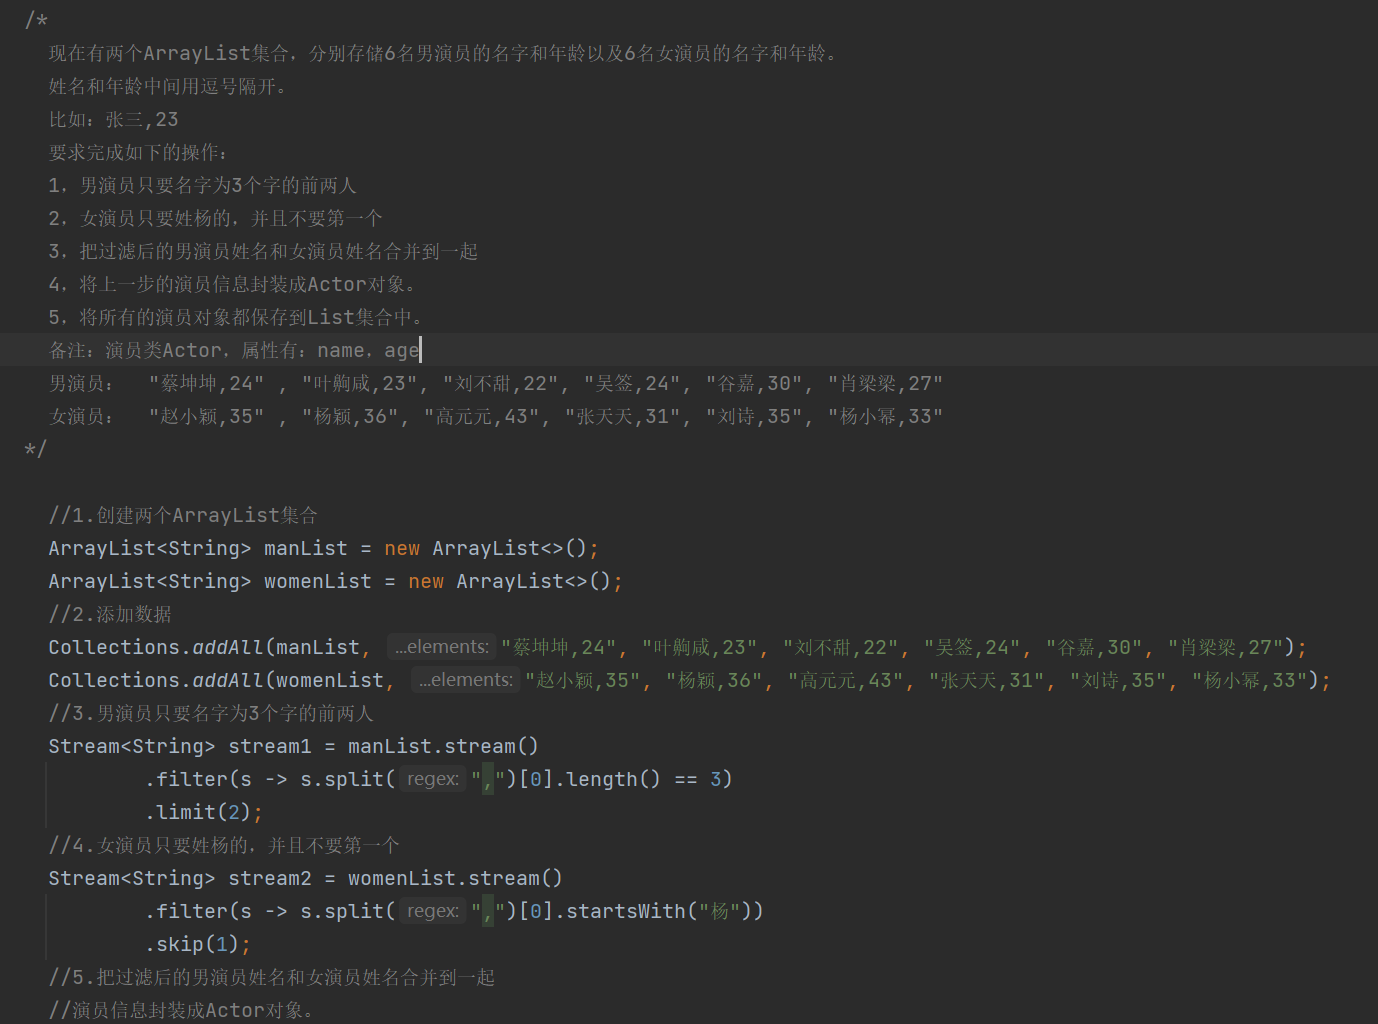 /*
现在有两个ArrayList集合，分别存储6名男演员的名字和年龄以及6名女演员的名字和年龄。
姓名和年龄中间用逗号隔开。
比如：张三,23
要求完成如下的操作：
1，男演员只要名字为3个字的前两人
2，女演员只要姓杨的，并且不要第一个
3，把过滤后的男演员姓名和女演员姓名合并到一起
4，将上一步的演员信息封装成Actor对象。
5，将所有的演员对象都保存到List集合中。
备注：演员类Actor，属性有：name，age
男演员：  "蔡坤坤,24" , "叶齁咸,23", "刘不甜,22", "吴签,24", "谷嘉,30", "肖梁梁,27"
女演员：  "赵小颖,35" , "杨颖,36", "高元元,43", "张天天,31", "刘诗,35", "杨小幂,33"
*/
//1.创建两个ArrayList集合
ArrayList<String> manList = new ArrayList<>();
ArrayList<String> womenList = new ArrayList<>();
//2.添加数据
Collections.addAll(manList, ...elements: "蔡坤坤,24", "叶齁咸,23", "刘不甜,22", "吴签,24", "谷嘉,30", "肖梁梁,27");
Collections.addAll(womenList, ...elements: "赵小颖,35", "杨颖,36", "高元元,43", "张天天,31", "刘诗,35", "杨小幂,33");
//3.男演员只要名字为3个字的前两人
Stream<String> stream1 = manList.stream()
.filter(s -> s.split( regex: ",")[0].length() == 3)
.limit(2);
//4.女演员只要姓杨的，并且不要第一个
Stream<String> stream2 = womenList.stream()
.filter(s -> s.split( regex: ",")[0].startsWith("杨"))
.skip(1);
//5.把过滤后的男演员姓名和女演员姓名合并到一起
//演员信息封装成Actor对象。